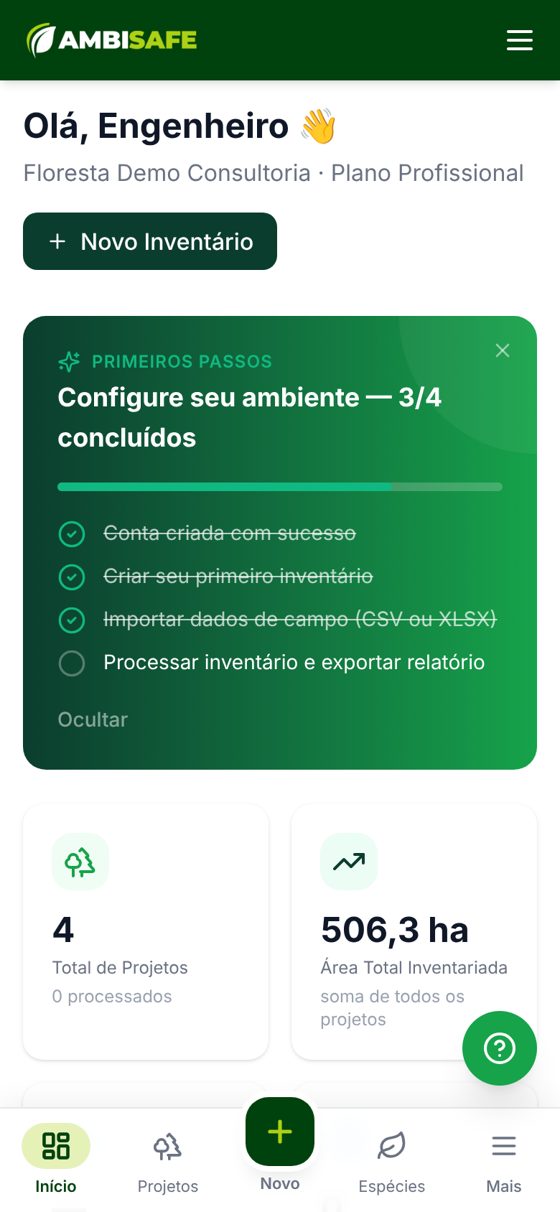 AMBISAFE
Olá, Engenheiro 👋
Floresta Demo Consultoria · Plano Profissional
+ Novo Inventário
PRIMEIROS PASSOS
Configure seu ambiente — 3/4
concluídos
Conta criada com sucesso
Criar seu primeiro inventário
Importar dados de campo (CSV ou XLSX)
Processar inventário e exportar relatório
Ocultar
4
Total de Projetos
0 processados
506,3 ha
Área Total Inventariada
soma de todos os
projetos
Início
Projetos
Novo
Espécies
Mais